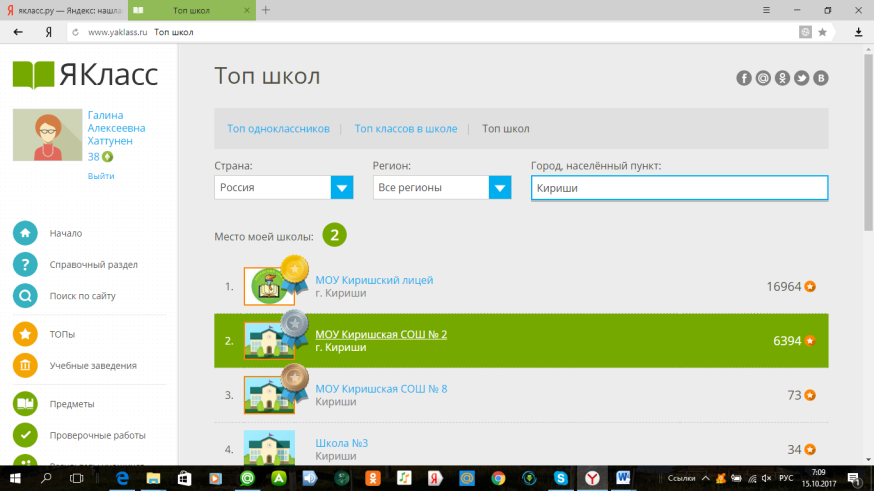 якласс.ру — Яндекс: нашла
Топ школ
www.yaklass.ru Топ школ
ЯКласс
Галина
Алексеевна
Хаттунен
38
Выйти
Начало
Справочный раздел
Поиск по сайту
ТОПы
Учебные заведения
Предметы
Проверочные работы
Топ школ
Топ одноклассников | Топ классов в школе | Топ школ
Страна: Регион: Город, населённый пункт:
Россия Все регионы Кириши
Место моей школы: 2
1. МОУ Киришский лицей 16964
г. Кириши
2. МОУ Киришская СОШ № 2 6394
г. Кириши
3. МОУ Киришская СОШ № 8 73
Кириши
4. Школа №3 34
Кириши
Ссылки РУС 7:09
15.10.2017